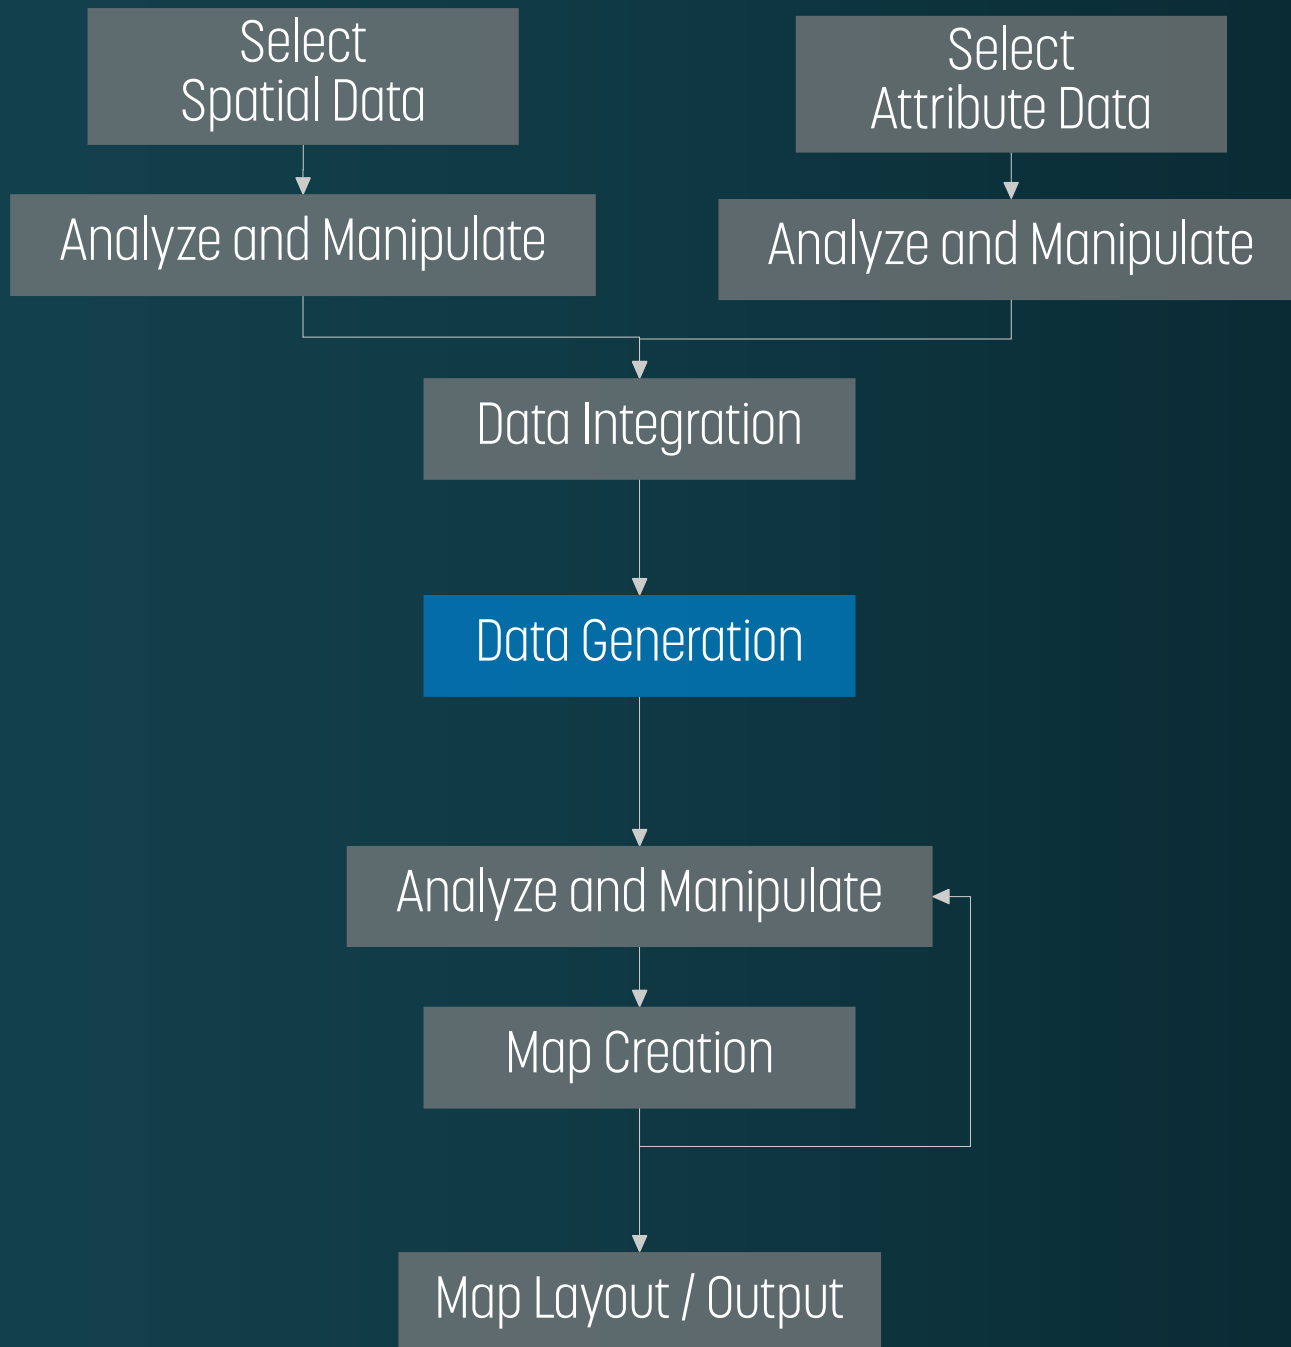 Select
Spatial Data
Select
Attribute Data
Analyze and Manipulate
Analyze and Manipulate
Data Integration
Data Generation
Analyze and Manipulate
Map Creation
Map Layout / Output